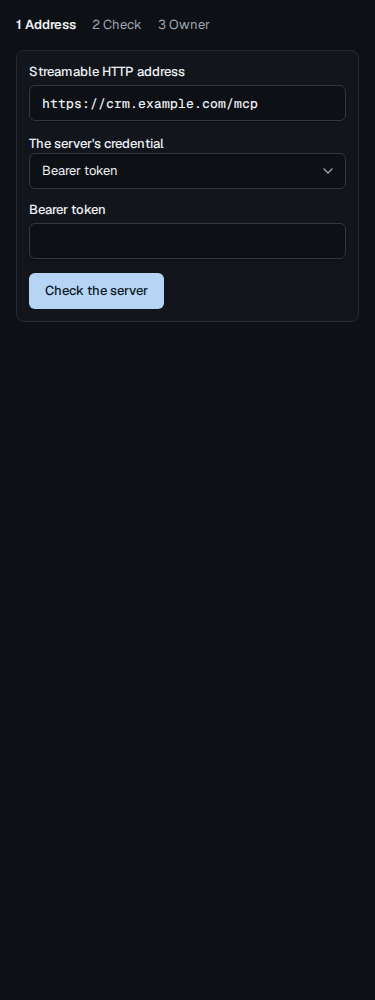 1 Address 2 Check 3 Owner
Streamable HTTP address
https://crm.example.com/mcp
The server's credential
Bearer token
Bearer token
Check the server